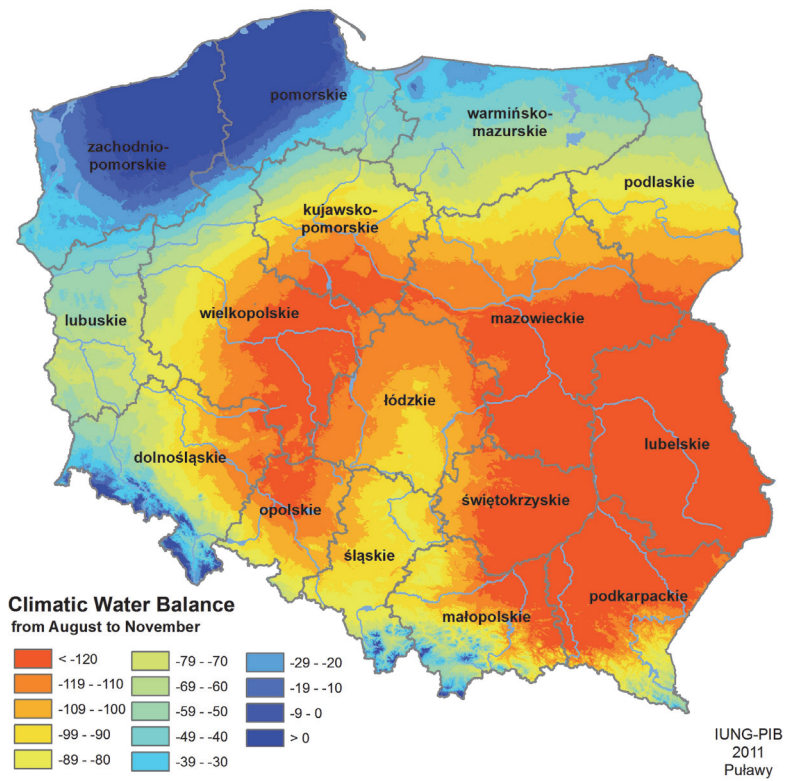 pomorskie
zachodnio-
pomorskie
warmińsko-
mazurskie
podlaskie
kujawsko-
pomorskie
lubuskie
wielkopolskie
mazowieckie
łódzkie
lubelskie
dolnośląskie
opolskie
świętokrzyskie
śląskie
podkarpackie
małopolskie
Climatic Water Balance
from August to November
< -120
-119 - -110
-109 - -100
-99 - -90
-89 - -80
-79 - -70
-69 - -60
-59 - -50
-49 - -40
-39 - -30
-29 - -20
-19 - -10
-9 - 0
> 0
IUNG-PIB
2011
Puławy